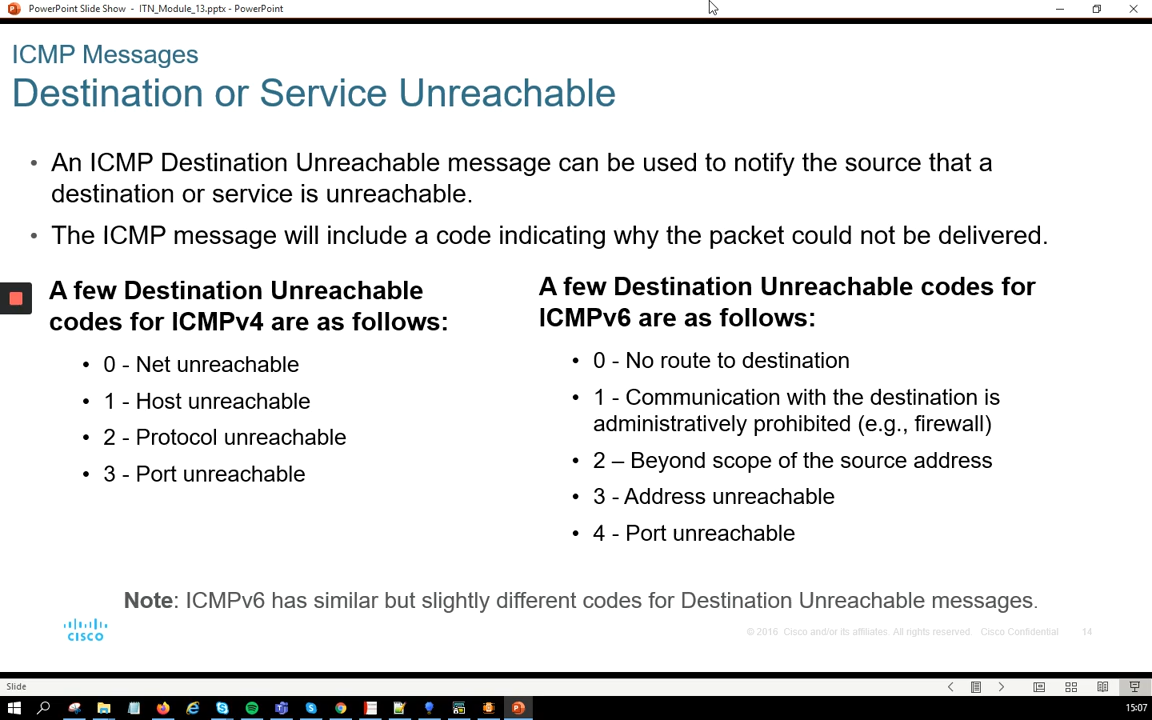 PowerPoint Slide Show - ITN_Module_13.pptx - PowerPoint
ICMP Messages
Destination or Service Unreachable
• An ICMP Destination Unreachable message can be used to notify the source that a
destination or service is unreachable.
• The ICMP message will include a code indicating why the packet could not be delivered.
A few Destination Unreachable
codes for ICMPv4 are as follows:
• 0 - Net unreachable
• 1 - Host unreachable
• 2 - Protocol unreachable
• 3 - Port unreachable
A few Destination Unreachable codes for
ICMPv6 are as follows:
• 0 - No route to destination
• 1 - Communication with the destination is
administratively prohibited (e.g., firewall)
• 2 – Beyond scope of the source address
• 3 - Address unreachable
• 4 - Port unreachable
Note: ICMPv6 has similar but slightly different codes for Destination Unreachable messages.
CISCO
© 2016 Cisco and/or its affiliates. All rights reserved. Cisco Confidential 14
Slide
15:07